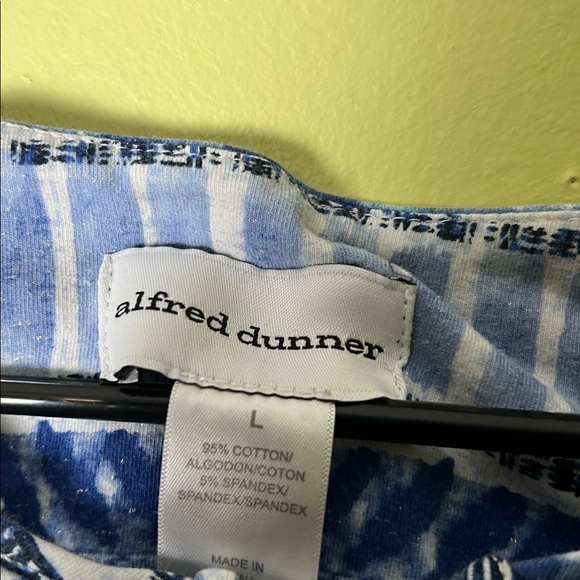 alfred dunner
L
95% COTTON/
ALGODON/COTON
5% SPANDEX/
SPANDEX/SPANDEX
MADE IN